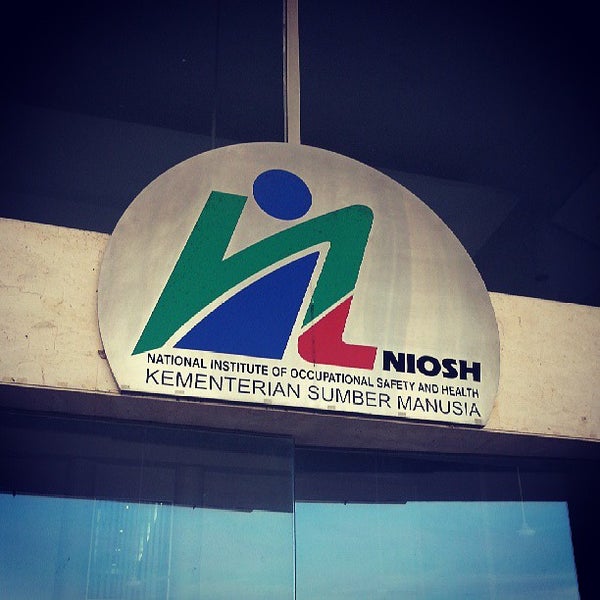 NIOSH
NATIONAL INSTITUTE OF OCCUPATIONAL SAFETY AND HEALTH
KEMENTERIAN SUMBER MANUSIA